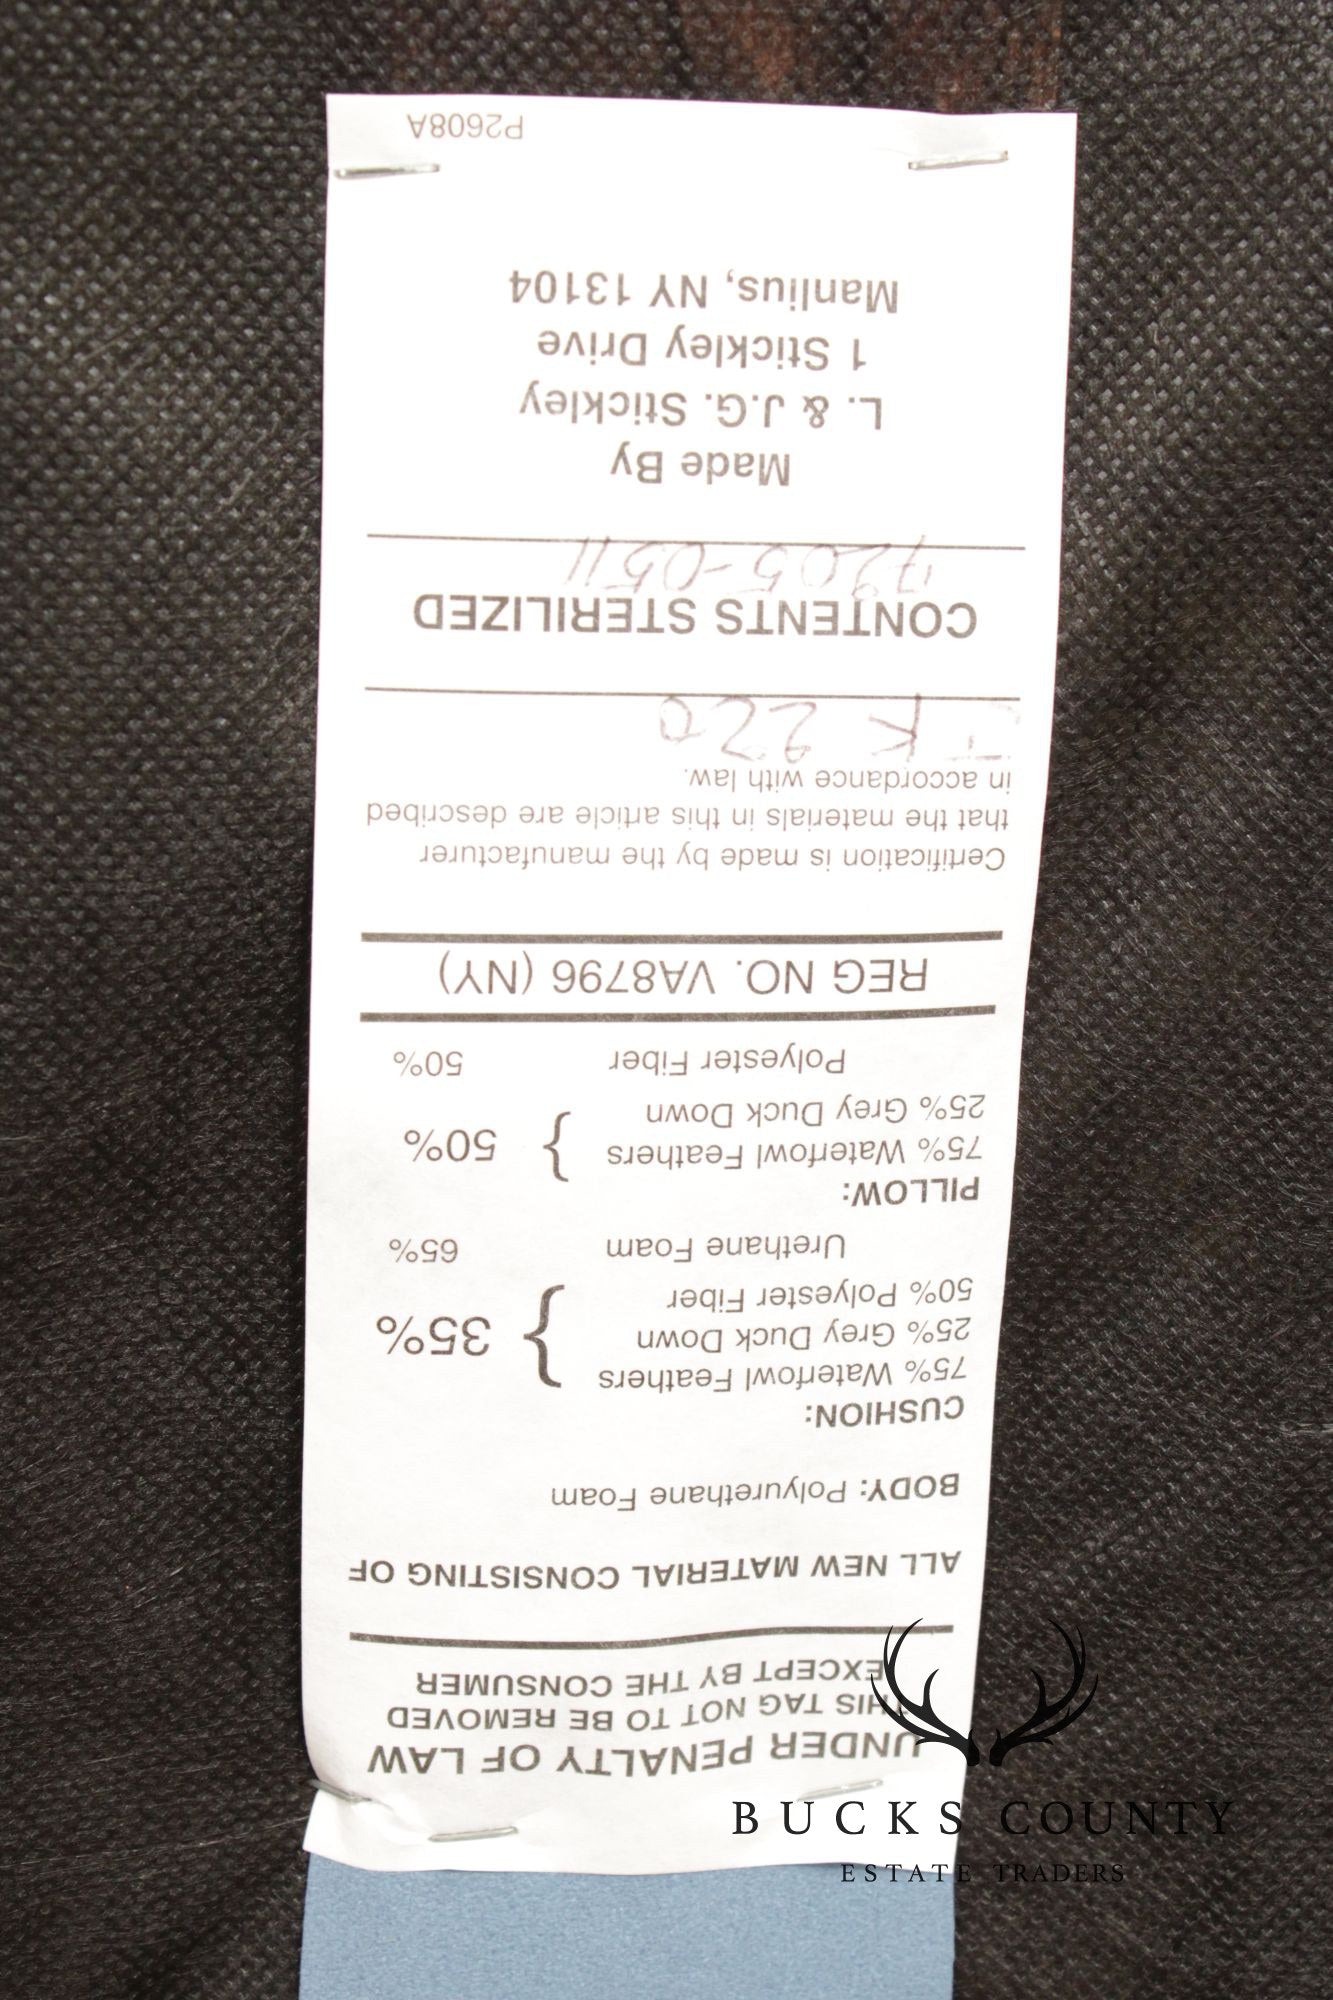 UNDER PENALTY OF LAW
THIS TAG NOT TO BE REMOVED
EXCEPT BY THE CONSUMER
ALL NEW MATERIAL CONSISTING OF
BODY: Polyurethane Foam
CUSHION:
75% Waterfowl Feathers
25% Grey Duck Down
50% Polyester Fiber
} 35%
Urethane Foam 65%
PILLOW:
75% Waterfowl Feathers
25% Grey Duck Down
} 50%
Polyester Fiber 50%
REG NO. VA8796 (NY)
Certification is made by the manufacturer
that the materials in this article are described
in accordance with law.
K 220
CONTENTS STERILIZED
7205-0511
Made By
L. & J.G. Stickley
1 Stickley Drive
Manlius, NY 13104
P2608A
BUCKS COUNTY
ESTATE TRADERS